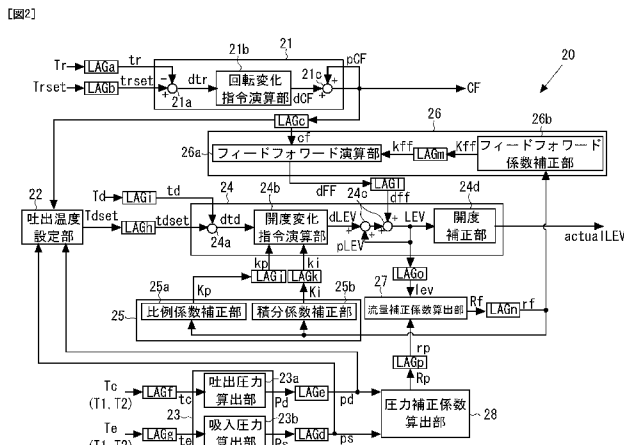 [図2]
20
21
21b
pCF
Tr
LAGa
tr
Trset
LAGb
trset
dtr
回転変化
指令演算部
21c
CF
21a
dCF
LAGc
cf
26
26a
フィードフォワード演算部
kff
LAGm
Kff
26b
フィードフォワード
係数補正部
dFF
LAGl
dff
22
吐出温度
設定部
Td
LAGi
td
Tdset
LAGh
tdset
24
24a
dtd
24b
開度変化
指令演算部
dLEV
24c
pLEV
LEV
24d
開度
補正部
actualLEV
kp
ki
LAGj
LAGk
Kp
Ki
LAGo
lev
25
25a
比例係数補正部
25b
積分係数補正部
27
流量補正係数算出部
Rf
LAGn
rf
rp
LAGp
Rp
Tc
(T1,T2)
LAGf
tc
23
23a
吐出圧力
算出部
Pd
LAGe
pd
Te
(T1,T2)
LAGg
te
23b
吸入圧力
算出部
Ps
LAGd
ps
圧力補正係数
算出部
28